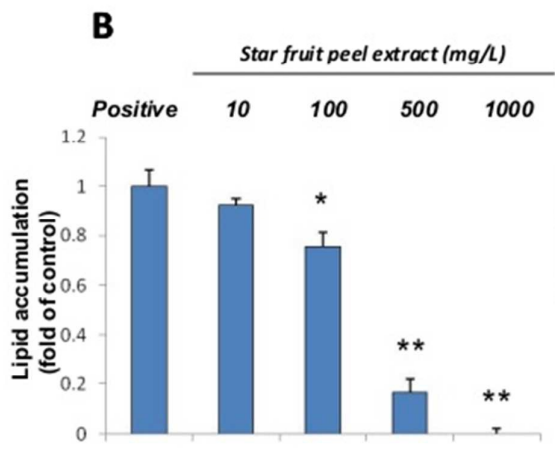 B
Star fruit peel extract (mg/L)
Positive 10 100 500 1000
Lipid accumulation
(fold of control)
1.2
1
0.8
0.6
0.4
0.2
0
*
**
**